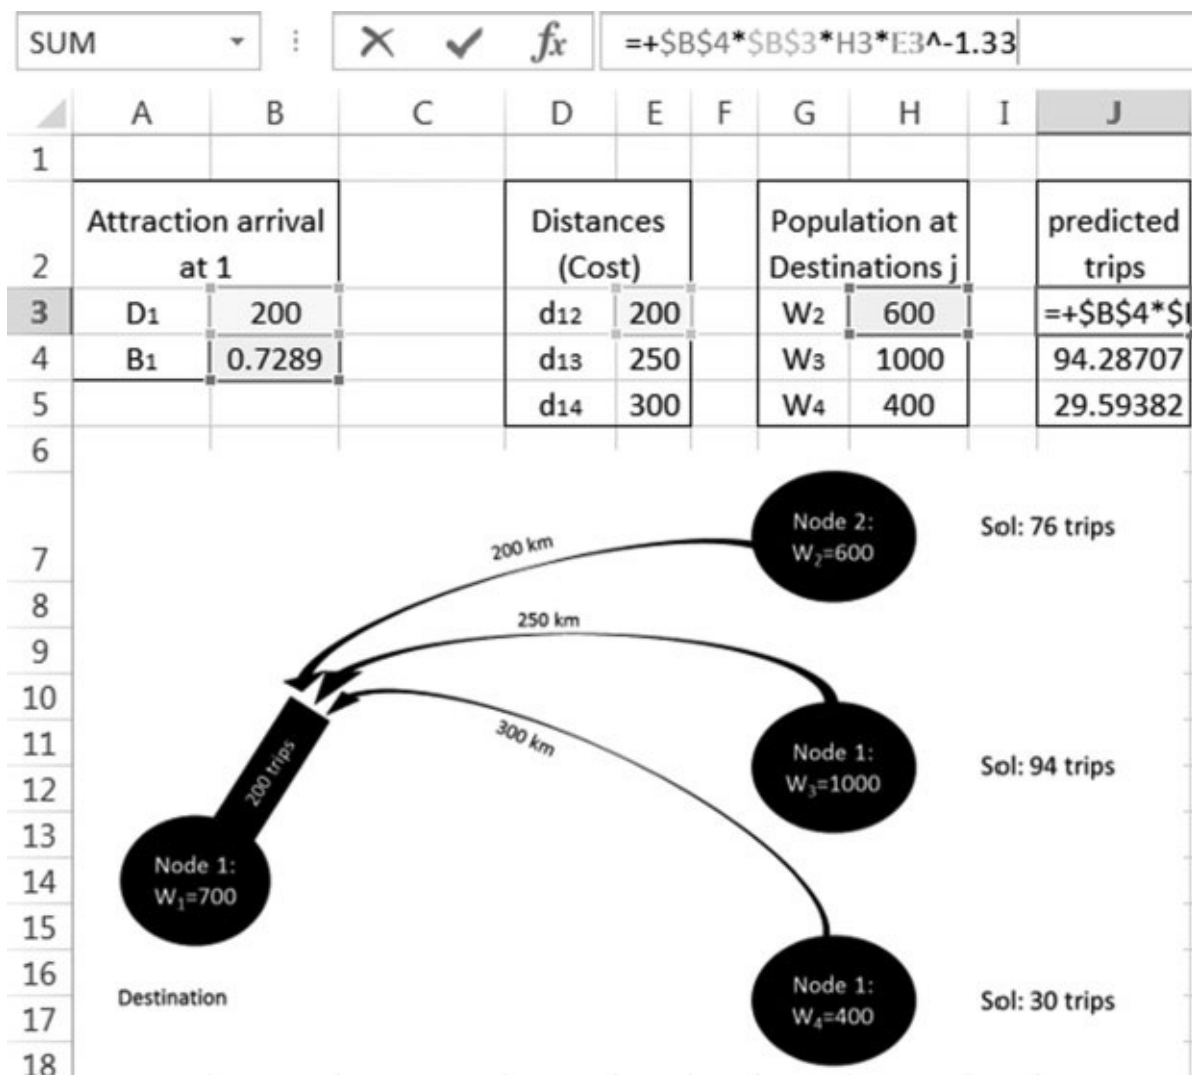 SUM
fx
=+$B$4*$B$3*H3*E3^-1.33
A B C D E F G H I J
1
2 Attraction arrival at 1 Distances (Cost) Population at Destinations j predicted trips
3 D1 200 d12 200 W2 600 =+$B$4*$
4 B1 0.7289 d13 250 W3 1000 94.28707
5 d14 300 W4 400 29.59382
6
7
8
9
10
11
12
13
14
15
16
17
18
200 km
Node 2:
W2=600
Sol: 76 trips
250 km
300 km
Node 1:
W3=1000
Sol: 94 trips
200 trips
Node 1:
W1=700
Destination
Node 1:
W4=400
Sol: 30 trips